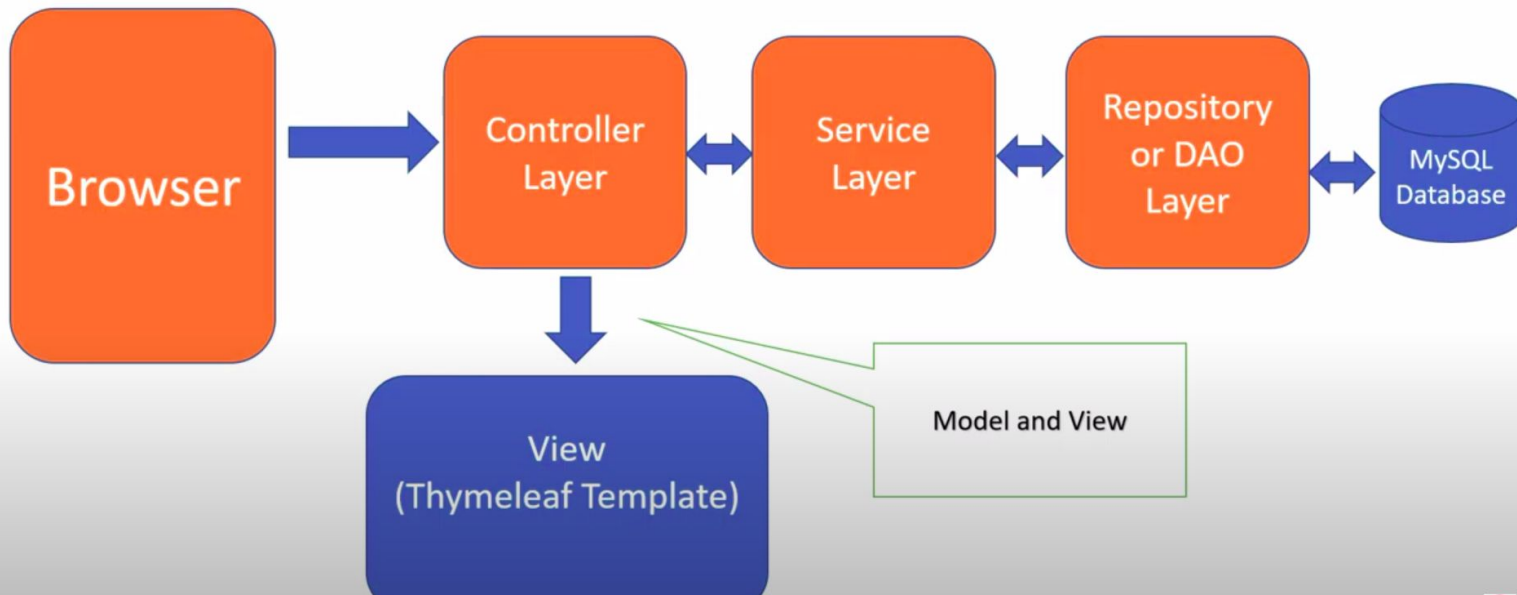 Browser
Controller
Layer
Service
Layer
Repository
or DAO
Layer
MySQL
Database
View
(Thymeleaf Template)
Model and View